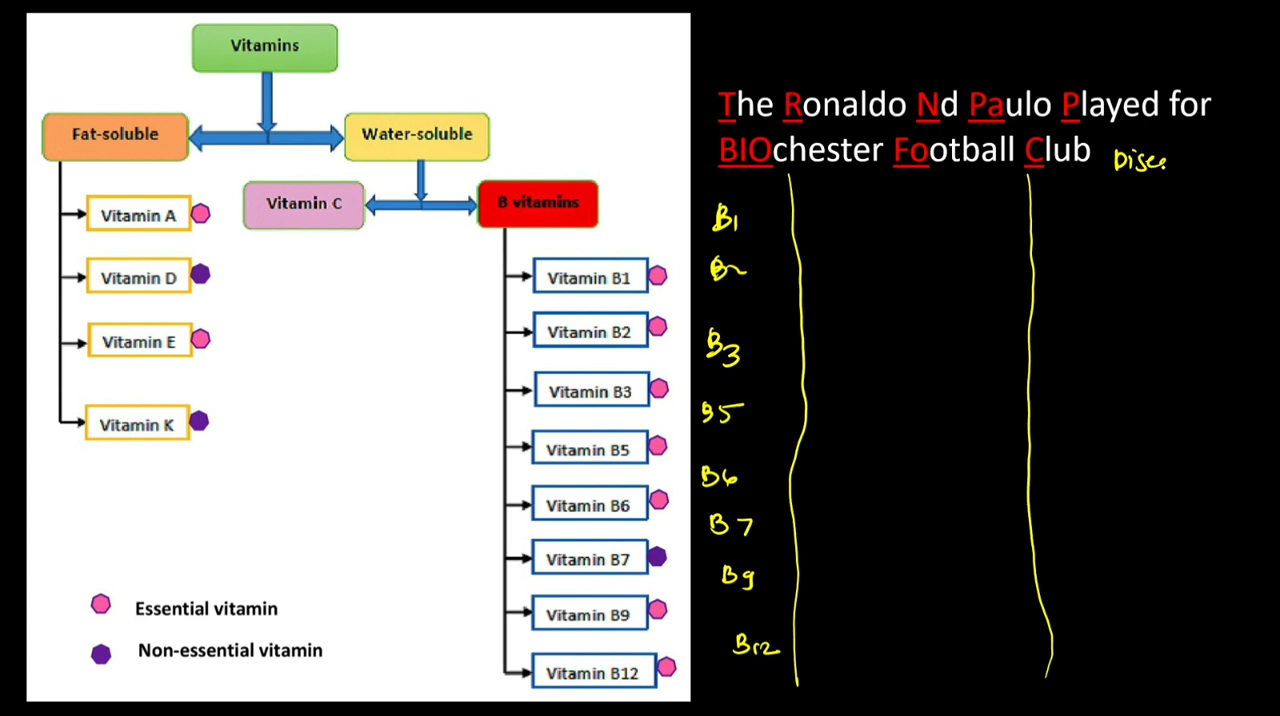 Vitamins
Fat-soluble
Water-soluble
Vitamin C
B vitamins
Vitamin A
Vitamin D
Vitamin E
Vitamin K
Vitamin B1
Vitamin B2
Vitamin B3
Vitamin B5
Vitamin B6
Vitamin B7
Vitamin B9
Vitamin B12
Essential vitamin
Non-essential vitamin
The Ronaldo Nd Paulo Played for
BIOchester Football Club
Dise
B1
B2
B3
B5
B6
B7
B9
B12